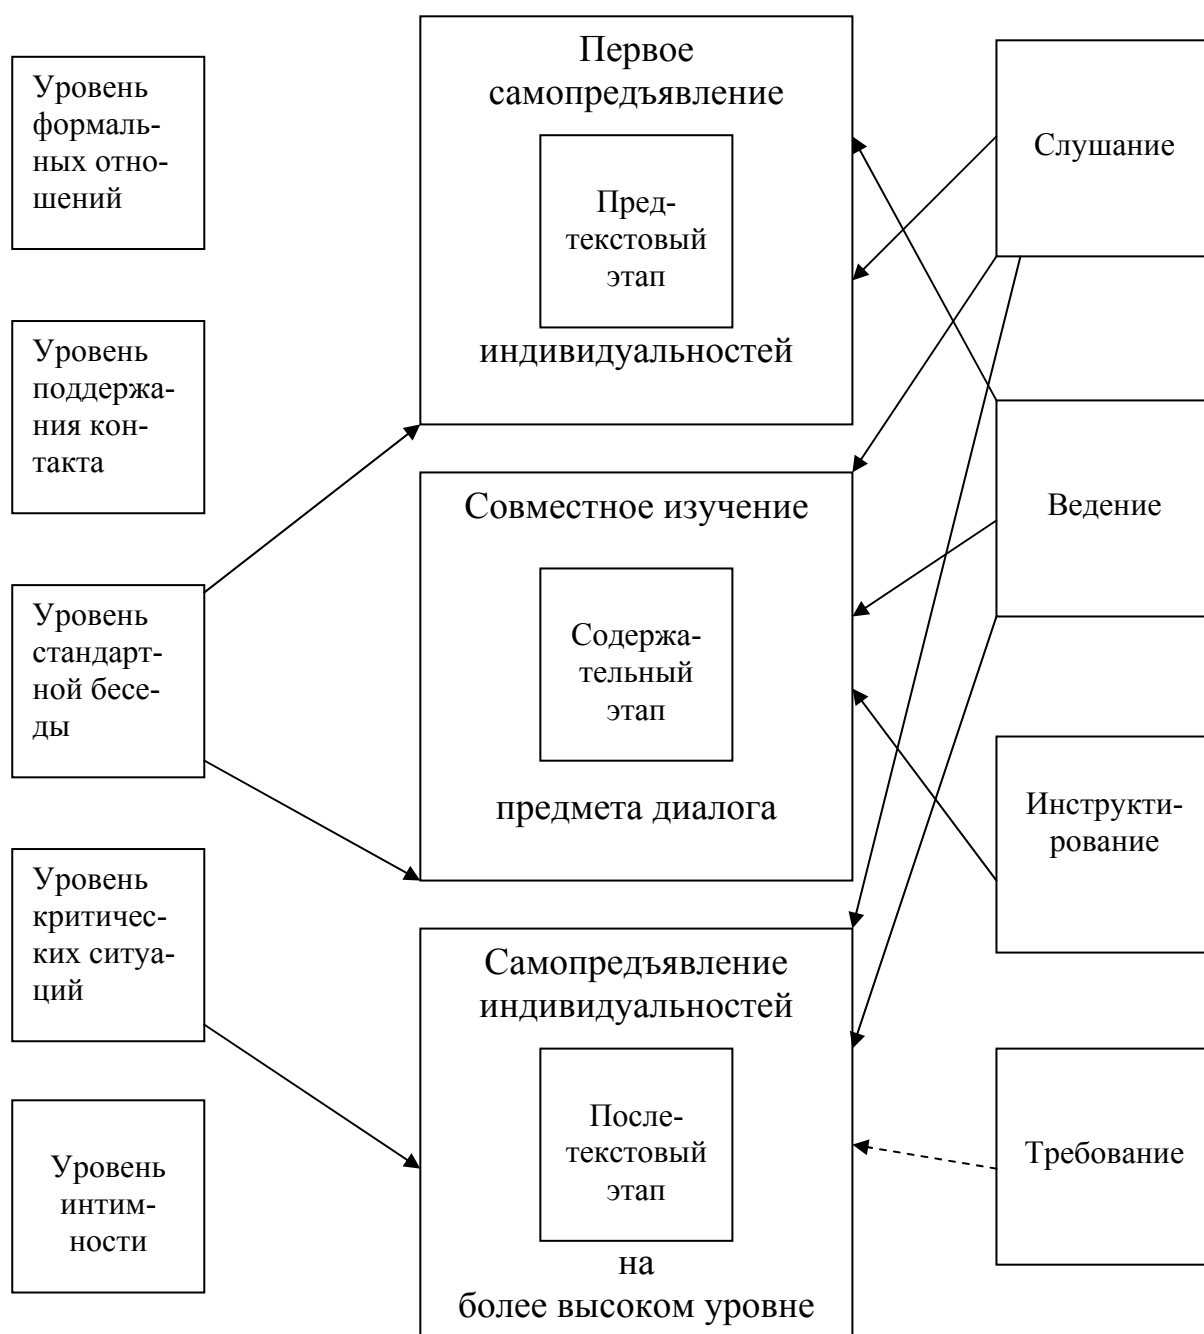 Уровень
формаль-
ных отно-
шений
Уровень
поддержа-
ния кон-
такта
Уровень
стандарт-
ной бесе-
ды
Уровень
критичес-
ких ситуа-
ций
Уровень
интим-
ности
Первое
самопредъявление
Пред-
текстовый
этап
индивидуальностей
Совместное изучение
Содержа-
тельный
этап
предмета диалога
Самопредъявление
индивидуальностей
После-
текстовый
этап
на
более высоком уровне
Слушание
Ведение
Инструкти-
рование
Требование